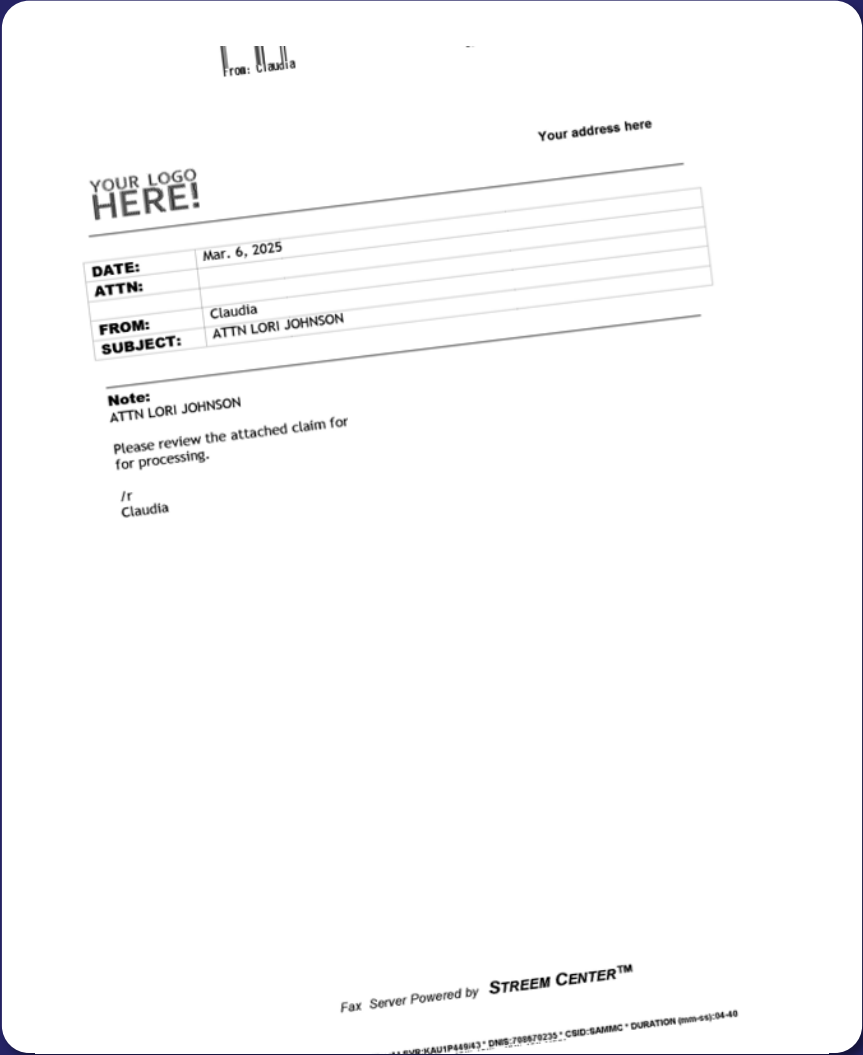 From: Claudia
Your address here
YOUR LOGO
HERE!
DATE: Mar. 6, 2025
ATTN:
FROM: Claudia
SUBJECT: ATTN LORI JOHNSON
Note:
ATTN LORI JOHNSON
Please review the attached claim for
for processing.
/r
Claudia
Fax Server Powered by STREEM CENTER™
DNIS:708670235 * CSID:SAMMC * DURATION (mm-ss):04-40